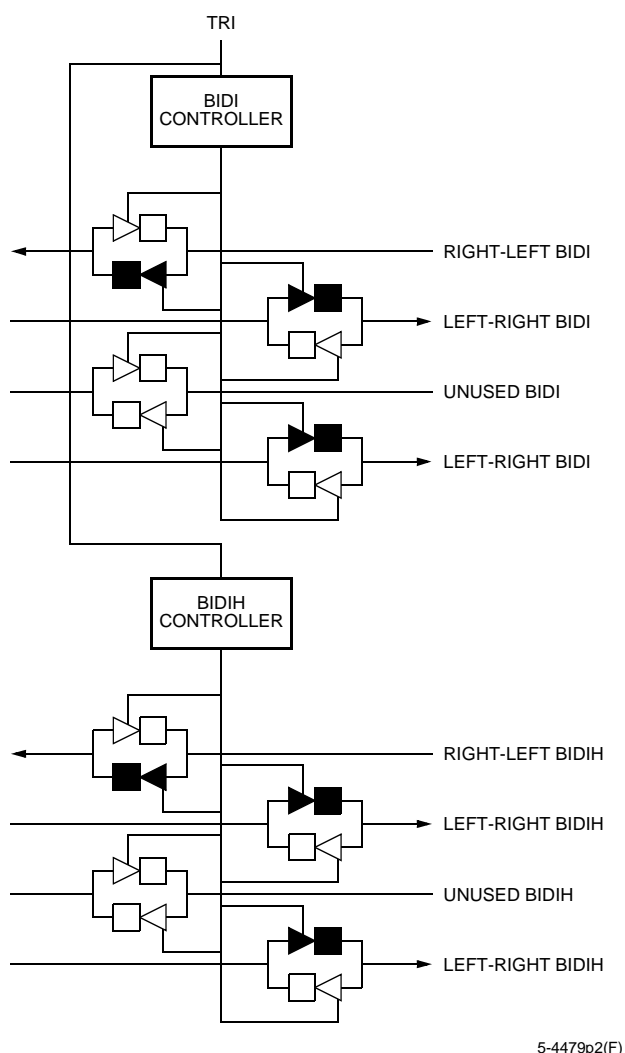 TRI
BIDI
CONTROLLER
RIGHT-LEFT BIDI
LEFT-RIGHT BIDI
UNUSED BIDI
LEFT-RIGHT BIDI
BIDIH
CONTROLLER
RIGHT-LEFT BIDIH
LEFT-RIGHT BIDIH
UNUSED BIDIH
LEFT-RIGHT BIDIH
5-4479p2(F)